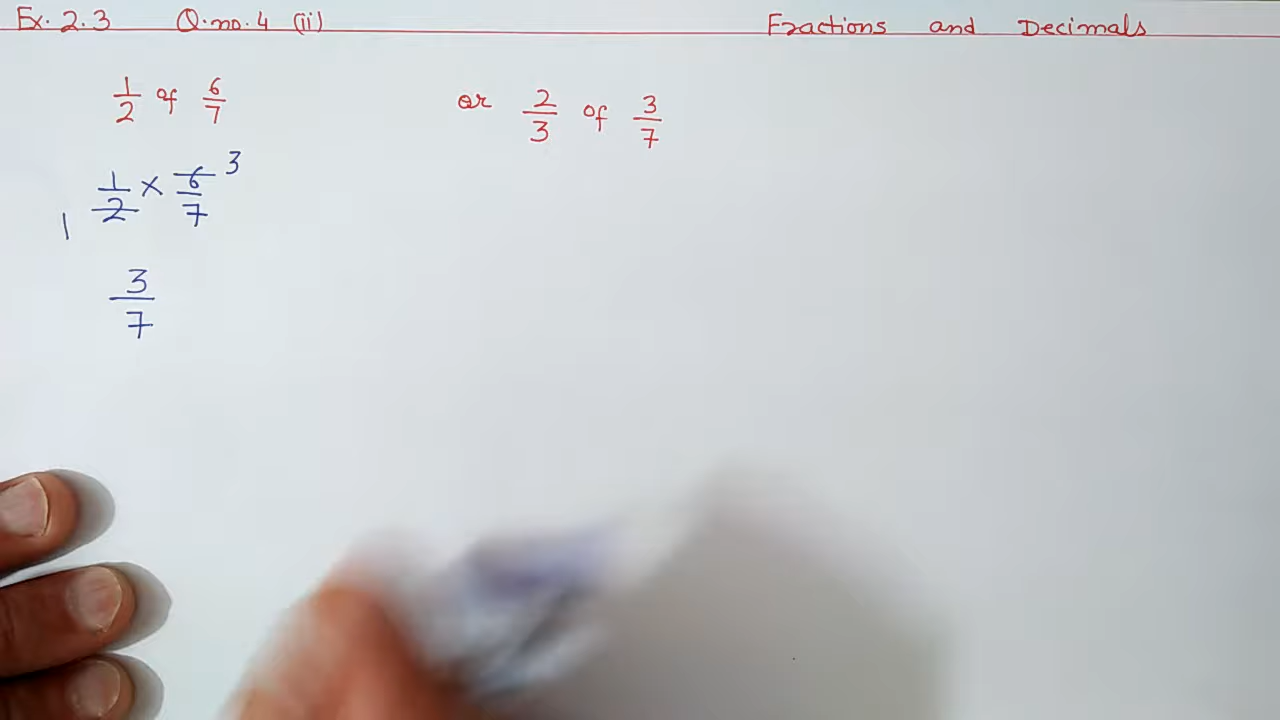 Ex. 2.3 Q. no. 4 (ii) Fractions and Decimals
1/2 of 6/7 or 2/3 of 3/7
1/2 × 6/7 3
1
3/7